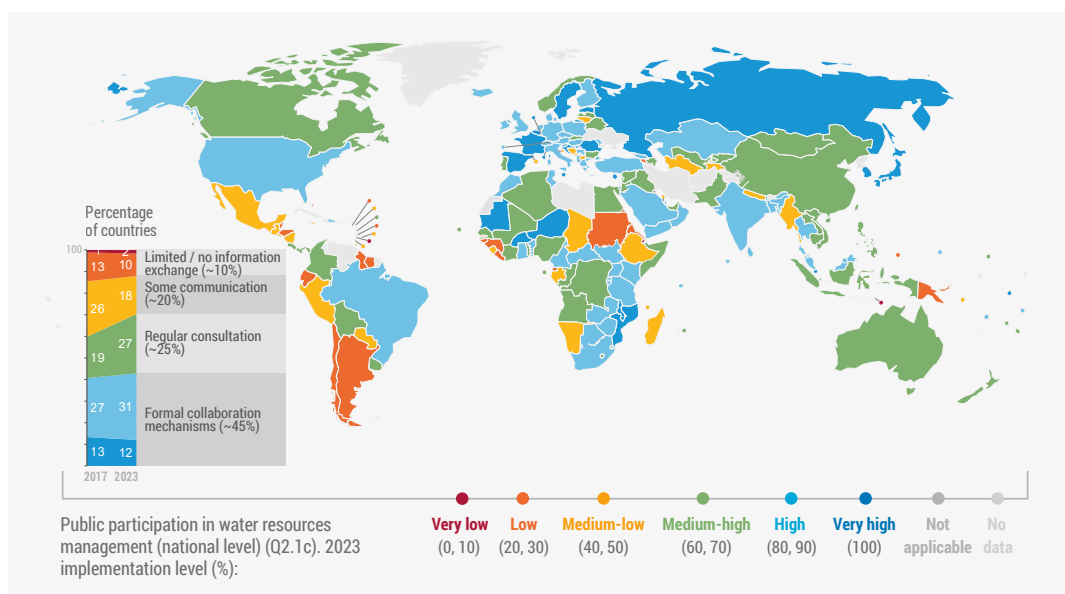 Percentage
of countries
100
13
2
10
Limited / no information
exchange (~10%)
26
18
Some communication
(~20%)
19
27
Regular consultation
(~25%)
27
31
Formal collaboration
mechanisms (~45%)
13
12
2017 2023
Public participation in water resources
management (national level) (Q2.1c). 2023
implementation level (%):
Very low
(0, 10)
Low
(20, 30)
Medium-low
(40, 50)
Medium-high
(60, 70)
High
(80, 90)
Very high
(100)
Not
applicable
No
data